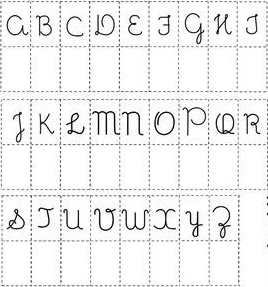 A B C D E F G H I
J K L M N O P Q R
S T U V W X Y Z